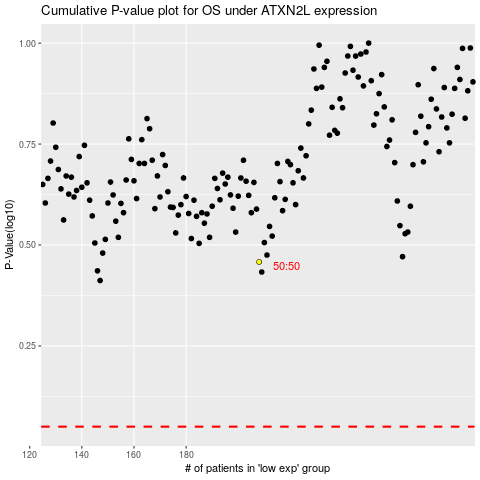 Cumulative P-value plot for OS under ATXN2L expression
P-Value(log10)
1.00
0.75
0.50
0.25
50:50
120 140 160 180
# of patients in 'low exp' group